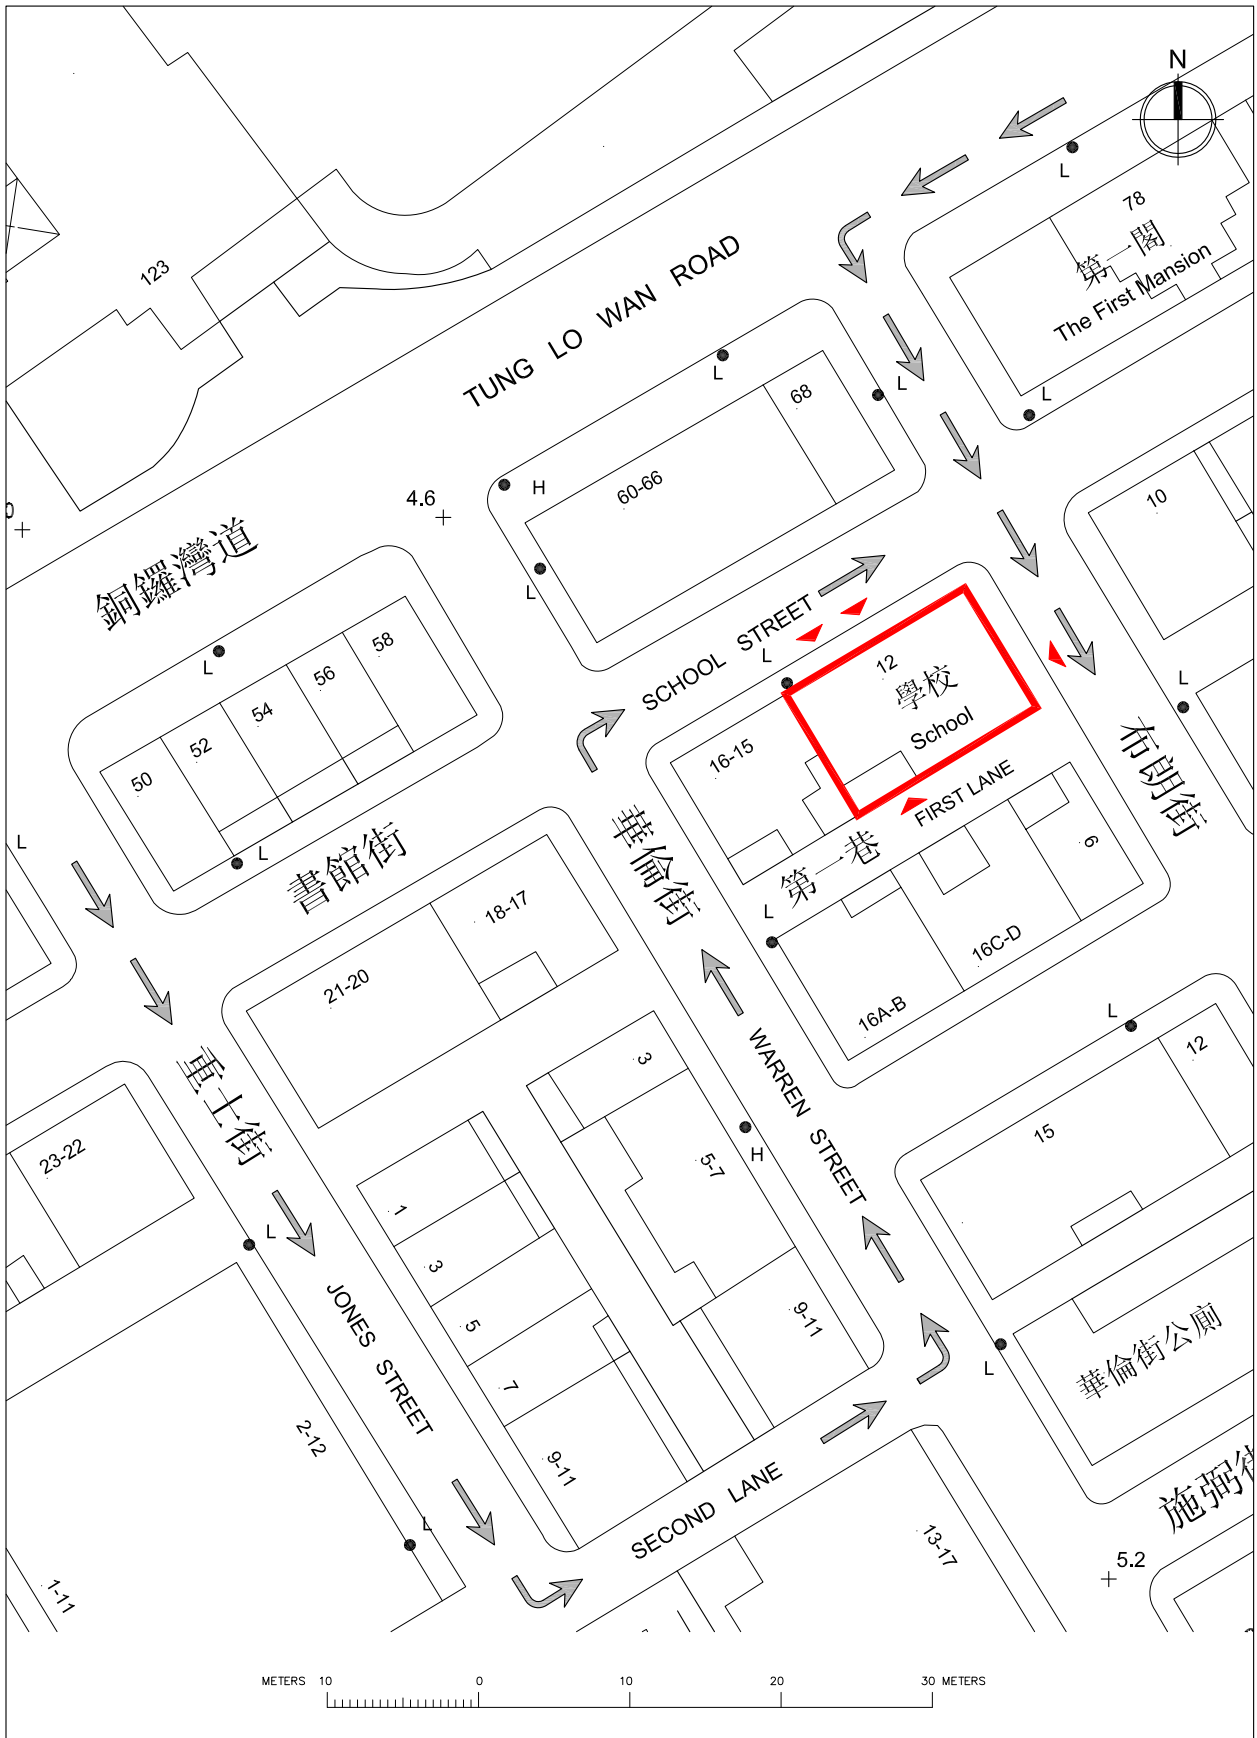 N
78
第一閣
The First Mansion
L
123
TUNG LO WAN ROAD
L
L
L
68
60-66
H
4.6
10
銅鑼灣道
L
SCHOOL STREET
L
12
學校
School
58
56
54
52
50
L
16-15
L
布朗街
FIRST LANE
第一巷
6
L
L
書館街
華倫街
18-17
21-20
L
16C-D
16A-B
L
12
15
重士街
3
WARREN STREET
23-22
5-7
H
1
3
5
7
9-11
L
JONES STREET
9-11
華倫街公廁
L
2-12
L
SECOND LANE
13-17
施弼街
5.2
1-11
METERS 10 0 10 20 30 METERS